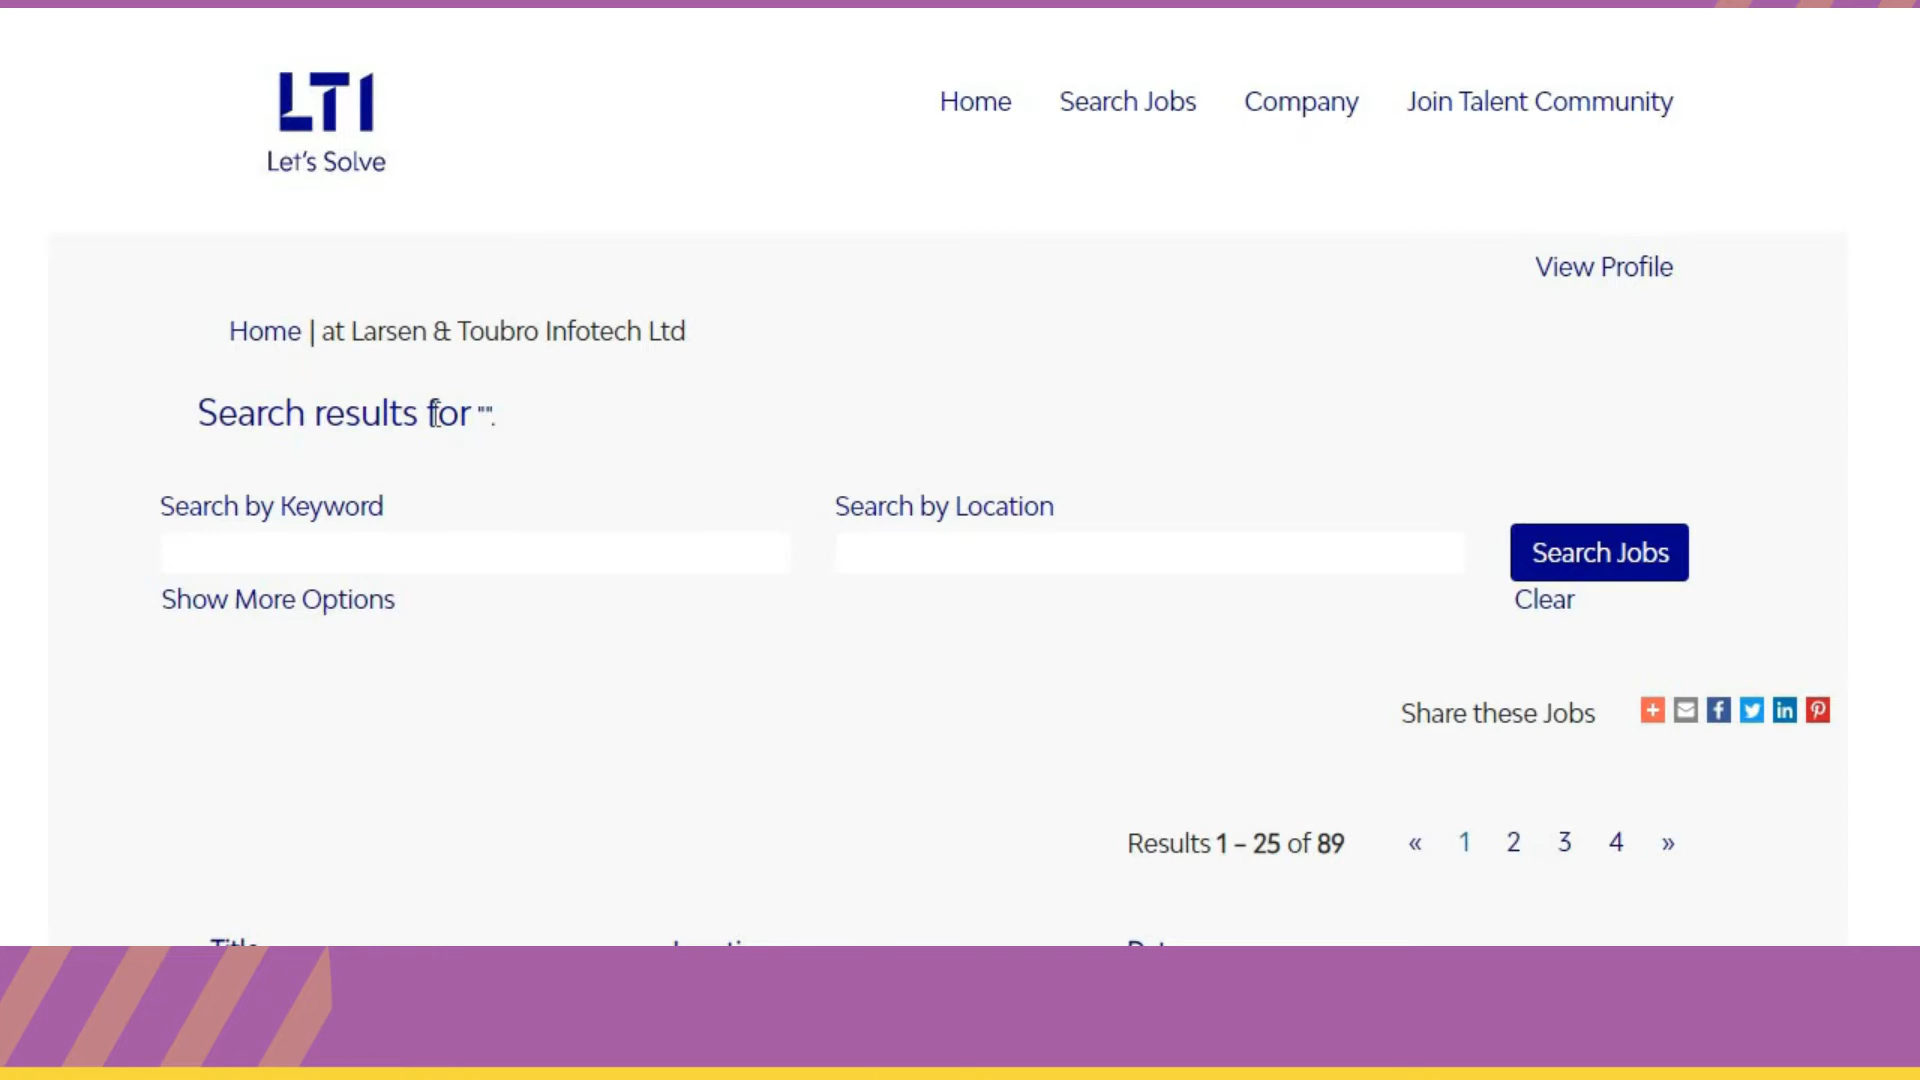 LTI
Let's Solve
Home Search Jobs Company Join Talent Community
View Profile
Home | at Larsen & Toubro Infotech Ltd
Search results for "".
Search by Keyword Search by Location
Search Jobs
Show More Options Clear
Share these Jobs
Results 1 – 25 of 89 « 1 2 3 4 »
Title